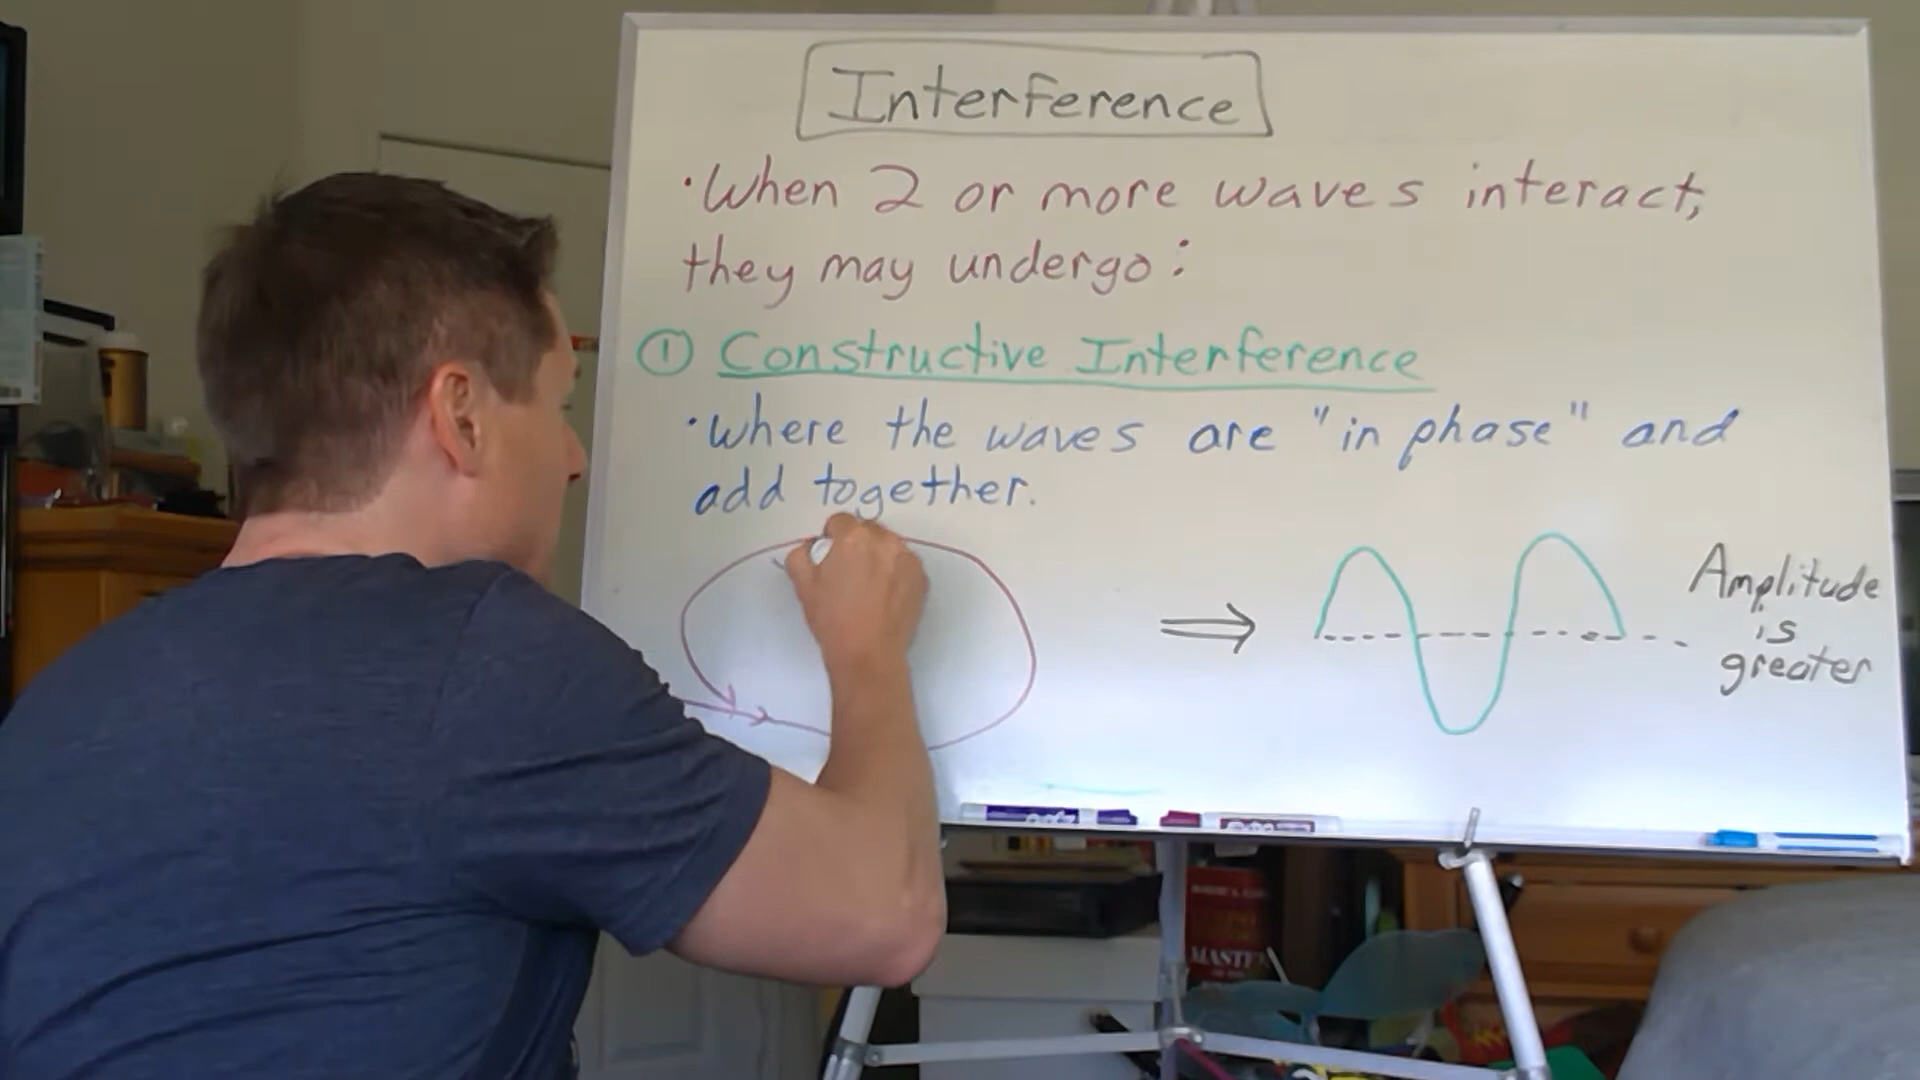 Interference
· When 2 or more waves interact,
they may undergo:
① Constructive Interference
· Where the waves are "in phase" and
add together.
Amplitude
is
greater
MASTE